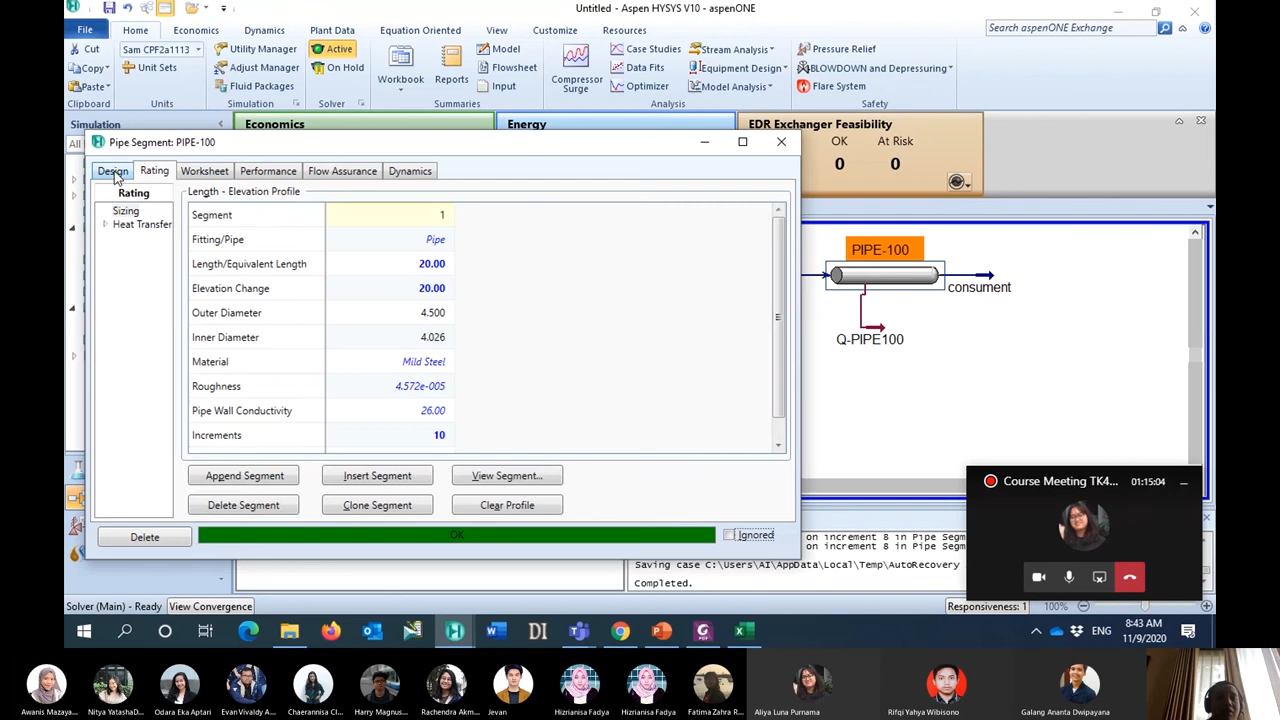 Untitled - Aspen HYSYS V10 - aspenONE
File
Home
Economics
Dynamics
Plant Data
Equation Oriented
View
Customize
Resources
Search aspenONE Exchange
Cut
Sam CPF2a1113
Utility Manager
Active
Model
Case Studies
Stream Analysis
Pressure Relief
Copy
Unit Sets
Adjust Manager
On Hold
Workbook
Reports
Flowsheet
Compressor
Surge
Data Fits
Equipment Design
BLOWDOWN and Depressuring
Paste
Fluid Packages
Input
Optimizer
Model Analysis
Flare System
Clipboard
Units
Simulation
Solver
Summaries
Analysis
Safety
Simulation
Economics
Energy
EDR Exchanger Feasibility
All
OK
At Risk
0
0
Pipe Segment: PIPE-100
Design
Rating
Worksheet
Performance
Flow Assurance
Dynamics
Rating
Sizing
Heat Transfer
Length - Elevation Profile
Segment 1
Fitting/Pipe Pipe
Length/Equivalent Length 20.00
Elevation Change 20.00
Outer Diameter 4.500
Inner Diameter 4.026
Material Mild Steel
Roughness 4.572e-005
Pipe Wall Conductivity 26.00
Increments 10
Append Segment
Insert Segment
View Segment...
Delete Segment
Clone Segment
Clear Profile
Delete
OK
Ignored
PIPE-100
consument
Q-PIPE100
on increment 8 in Pipe Segm
on increment 8 in Pipe Segm
Saving case C:\Users\AI\AppData\Local\Temp\AutoRecovery
Completed.
Course Meeting TK4...
01:15:04
Solver (Main) - Ready
View Convergence
Responsiveness: 1
100%
DI
ENG
8:43 AM
11/9/2020
Awanis Mazaya...
Nitya YatashaD...
Odara Eka Aptari
Evan Vivaldy A...
Chaerannisa Cl...
Harry Magnus...
Rachendra Akm...
Jevan
Hiznisa Fadya
Hiznisa Fadya
Fatima Zahra R...
Aliya Luna Purnama
Rifqi Yahya Wibisono
Galang Ananta Dwipayana